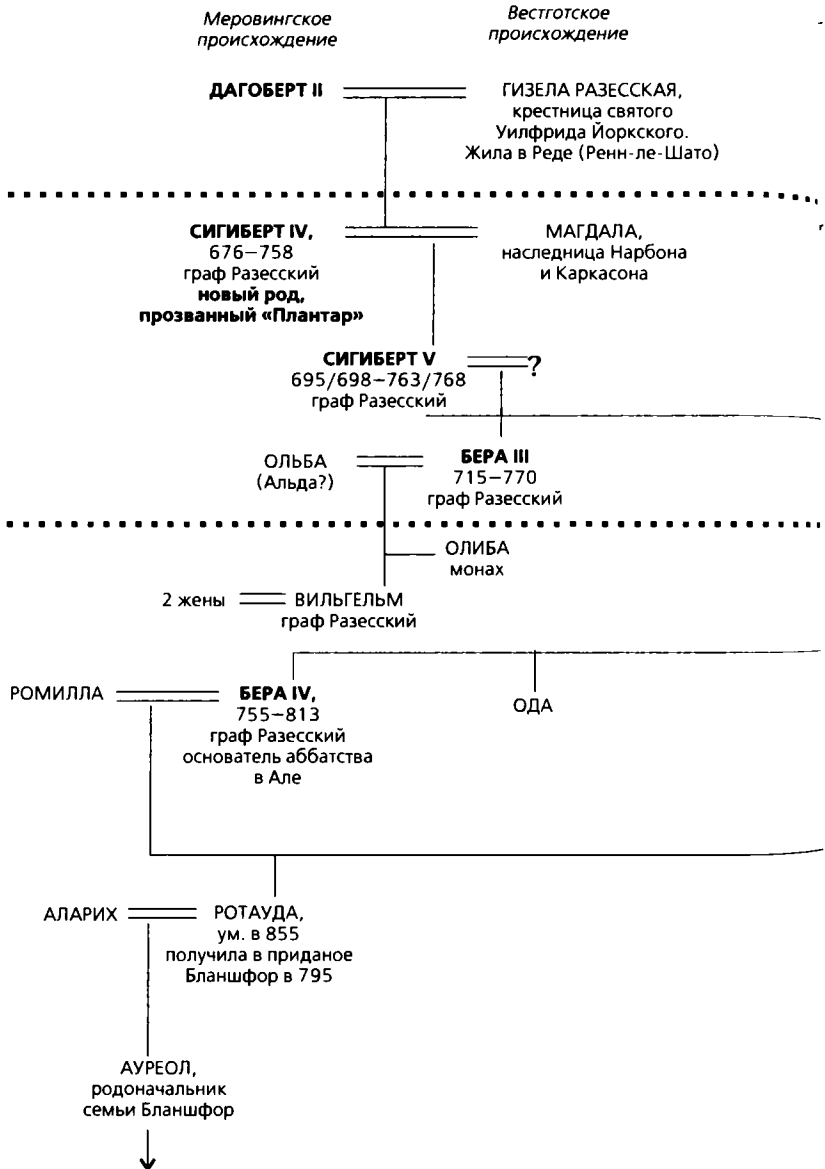 Меровингское
происхождение
Вестготское
происхождение
ДАГОБЕРТ II
ГИЗЕЛА РАЗЕССКАЯ,
крестница святого
Уилфрида Йоркского.
Жила в Реде (Ренн-ле-Шато)
СИГИБЕРТ IV,
676–758
граф Разесский
новый род,
прозванный «Плантар»
МАГДАЛА,
наследница Нарбона
и Каркасона
СИГИБЕРТ V
695/698–763/768
граф Разесский
?
ОЛЬБА
(Альда?)
БЕРА III
715–770
граф Разесский
ОЛИБА
монах
2 жены
ВИЛЬГЕЛЬМ
граф Разесский
РОМИЛЛА
БЕРА IV,
755–813
граф Разесский
основатель аббатства
в Але
ОДА
АЛАРИХ
РОТАУДА,
ум. в 855
получила в приданое
Бланшфор в 795
АУРЕОЛ,
родоначальник
семьи Бланшфор